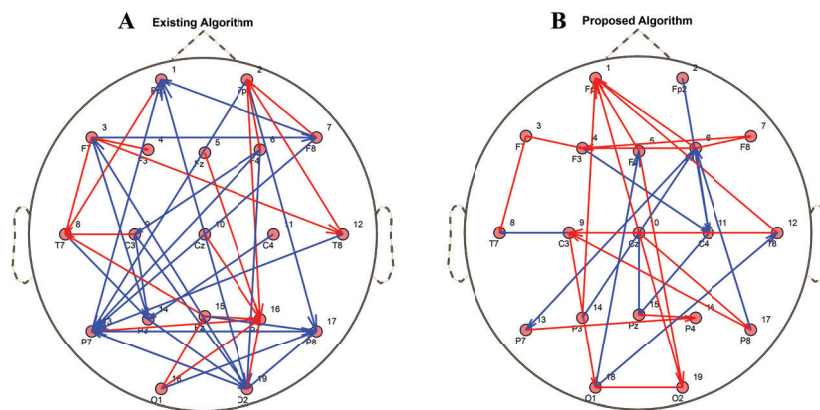 A Existing Algorithm
1 2
Fp
3 7
F7 4 5 6 F8
F3 Fz F4
8 10 11 12
T7 C3 Cz C4 T8
14 15 16 17
P7 P8
18 19
O1 O2
B Proposed Algorithm
1 2
Fp2
3 4 5 6 7
F7 F3 F8
8 9 11 12
T7 C3 Cz C4 T8
13 14 15 17
P7 P3 Pz P4 P8
18 19
O1 O2